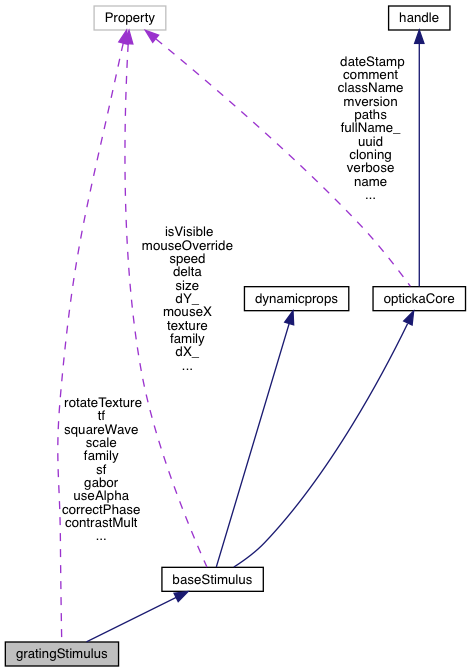 Property
handle
dateStamp
comment
className
mversion
paths
fullName_
uuid
cloning
verbose
name
...
isVisible
mouseOverride
speed
delta
size
dY_
mouseX
texture
family
dX_
...
dynamicprops
optickaCore
rotateTexture
tf
squareWave
scale
family
sf
gabor
useAlpha
correctPhase
contrastMult
...
baseStimulus
gratingStimulus